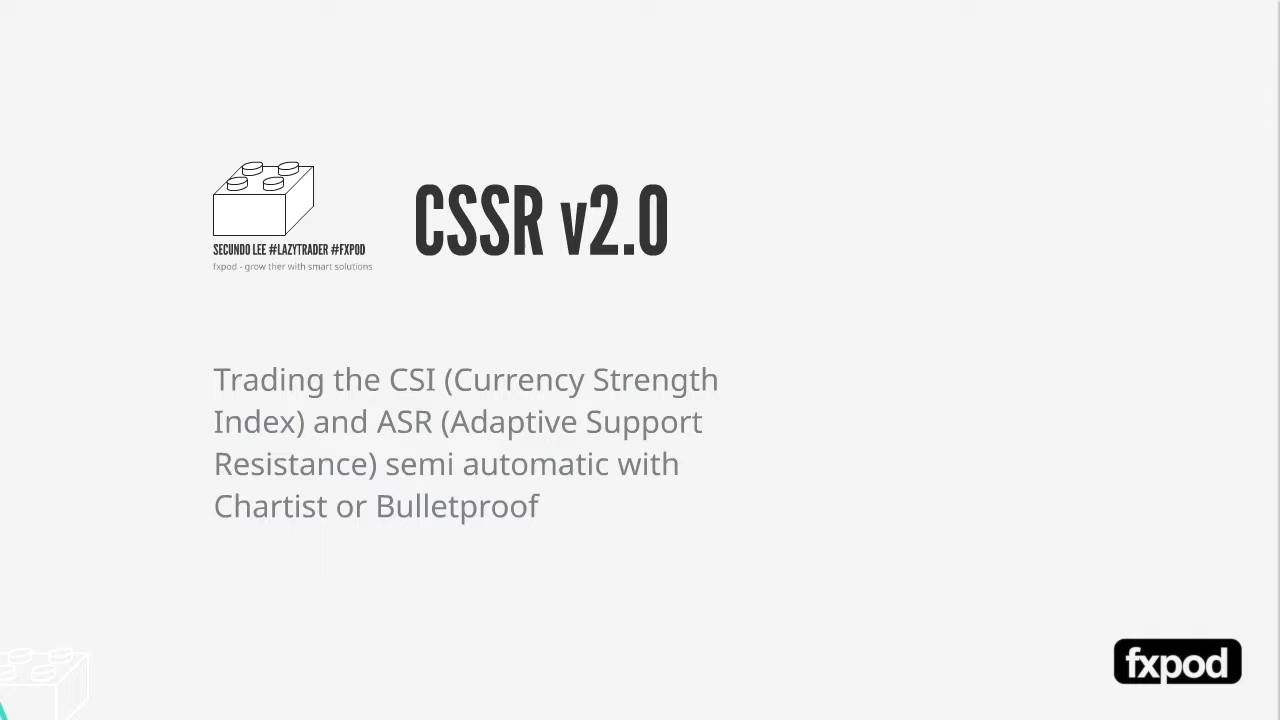 CSSR v2.0
SECUNDO LEE #LAZYTRADER #FXPOD
fxpod - grow ther with smart solutions
Trading the CSI (Currency Strength
Index) and ASR (Adaptive Support
Resistance) semi automatic with
Chartist or Bulletproof
fxpod